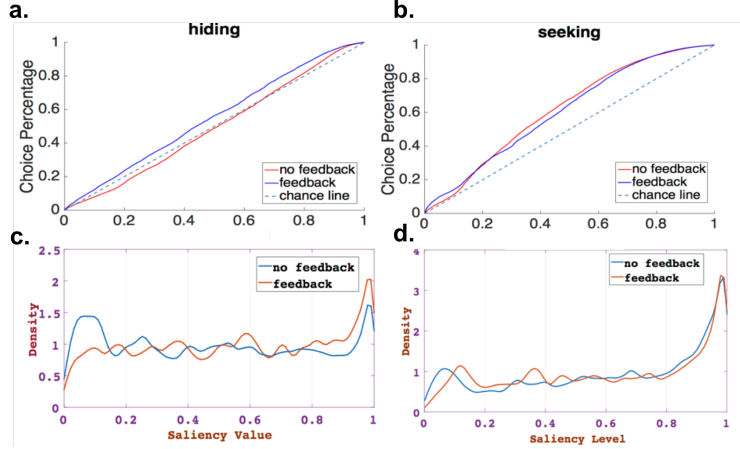 a.
hiding
Choice Percentage
1
0.8
0.6
0.4
0.2
0
0
0.2
0.4
0.6
0.8
1
no feedback
feedback
chance line
b.
seeking
Choice Percentage
1
0.8
0.6
0.4
0.2
0
0
0.2
0.4
0.6
0.8
1
no feedback
feedback
chance line
c.
Density
2.5
2
1.5
1
0.5
0
0
0.2
0.4
0.6
0.8
1
Saliency Value
no feedback
feedback
d.
Density
4
3
2
1
0
0
0.2
0.4
0.6
0.8
1
Saliency Level
no feedback
feedback